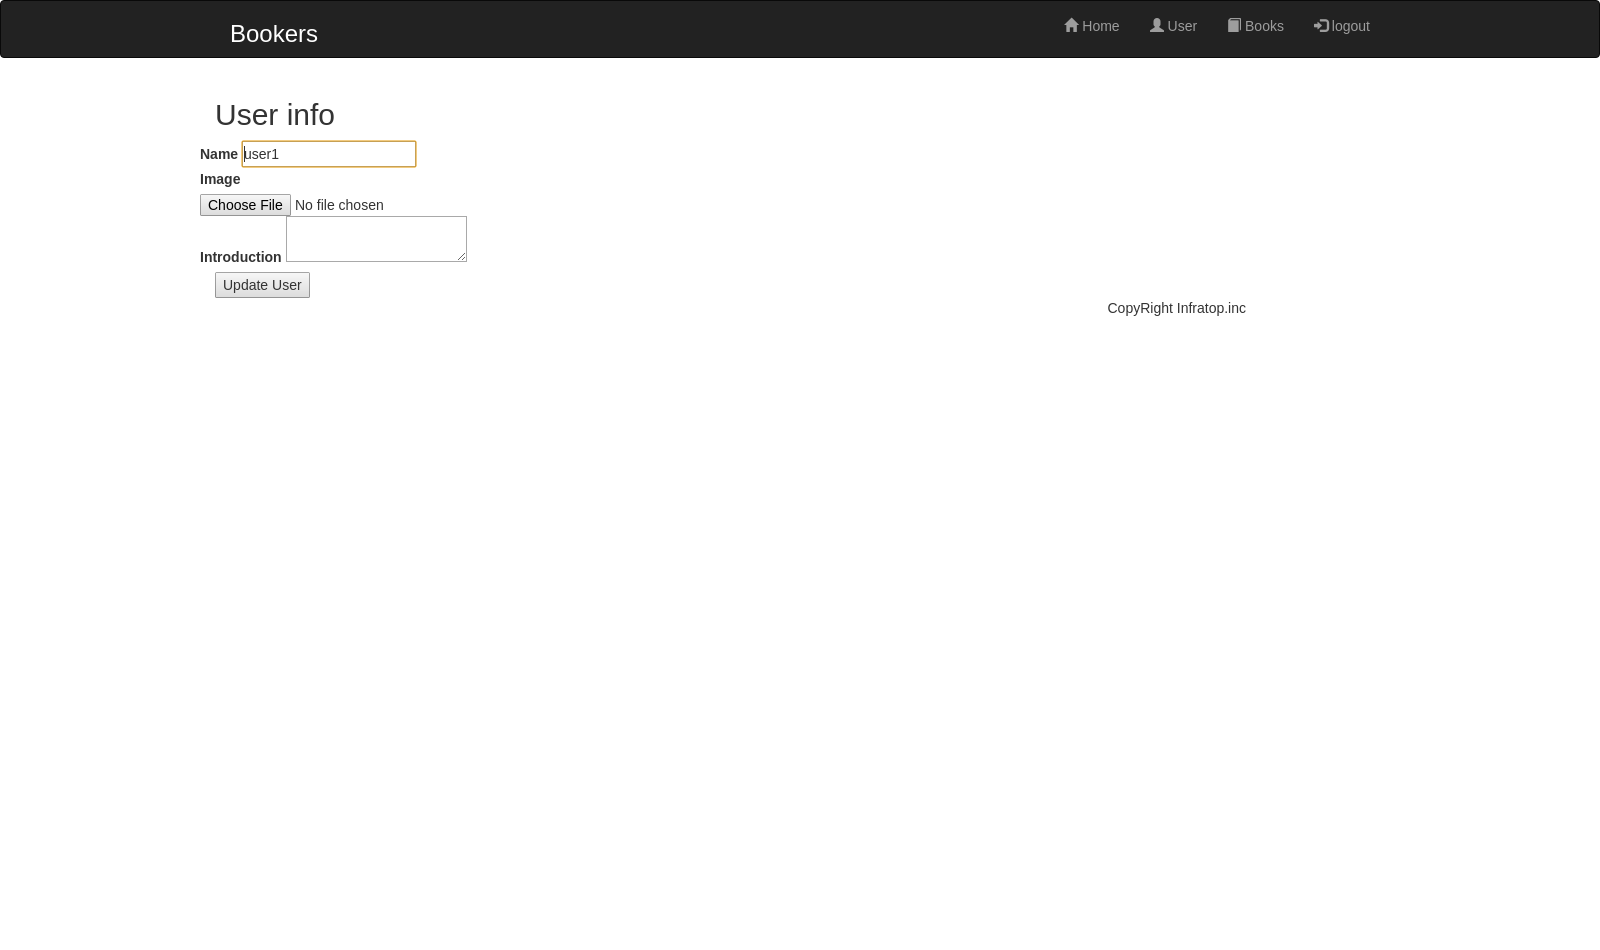 Bookers
Home User Books logout
User info
Name user1
Image
Choose File No file chosen
Introduction
Update User
CopyRight Infratop.inc